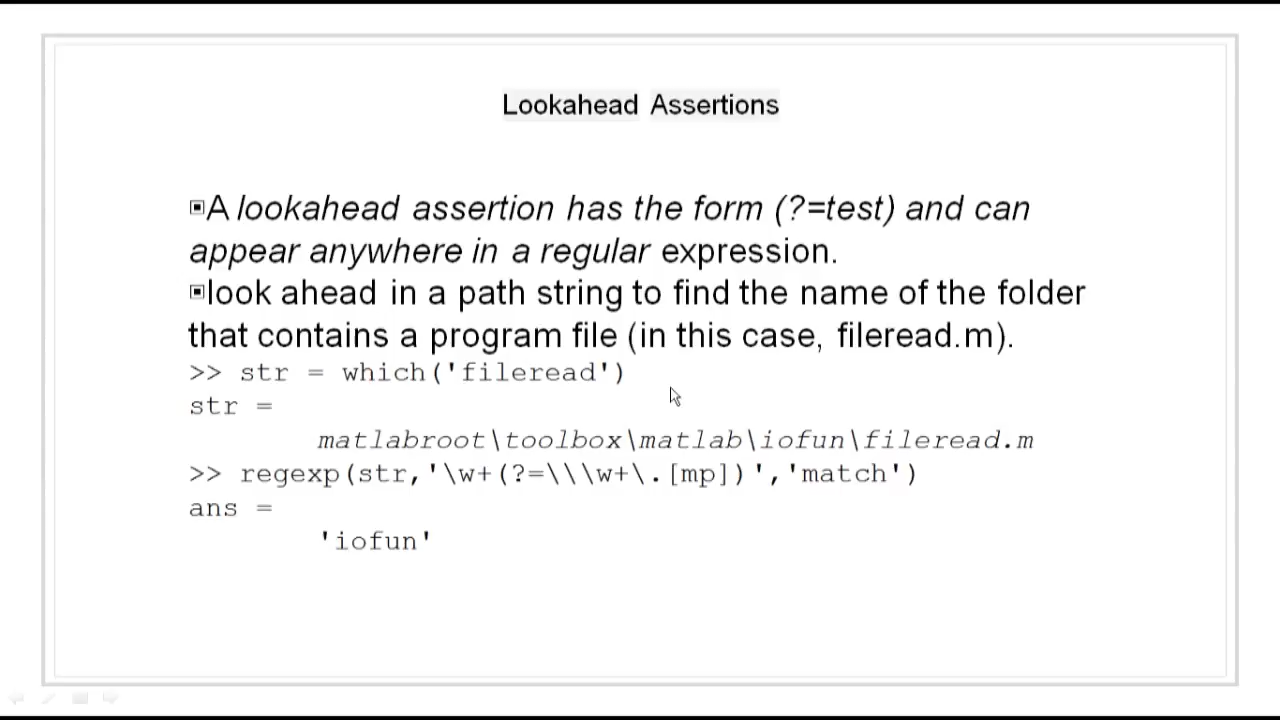 Lookahead Assertions
▣A lookahead assertion has the form (?=test) and can
appear anywhere in a regular expression.
▣look ahead in a path string to find the name of the folder
that contains a program file (in this case, fileread.m).
>> str = which('fileread')
str =
matlabroot\toolbox\matlab\iofun\fileread.m
>> regexp(str,'\w+(?=\\\w+\.[mp])','match')
ans =
'iofun'